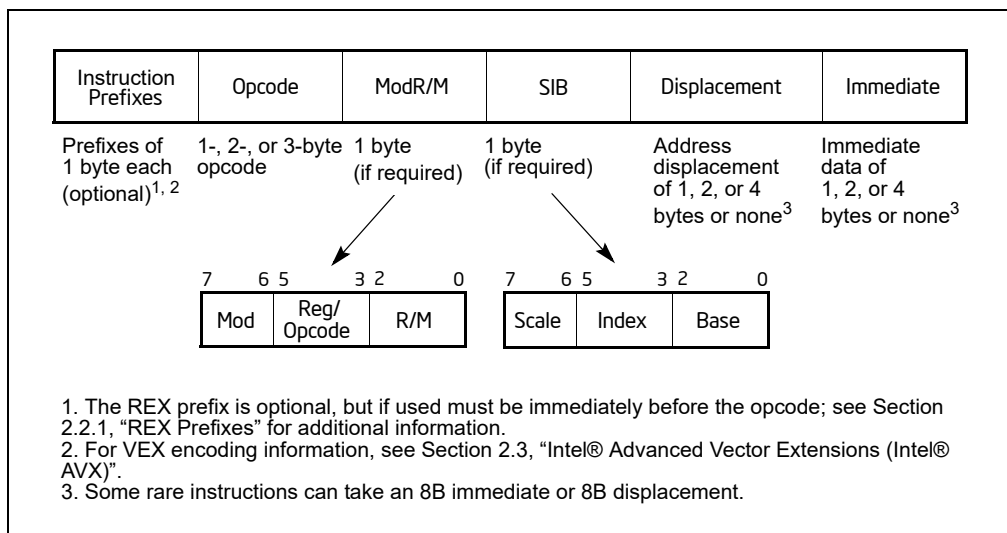 Instruction Prefixes
Opcode
ModR/M
SIB
Displacement
Immediate
Prefixes of
1 byte each
(optional)1, 2
1-, 2-, or 3-byte
opcode
1 byte
(if required)
1 byte
(if required)
Address
displacement
of 1, 2, or 4
bytes or none3
Immediate
data of
1, 2, or 4
bytes or none3
7 6 5 3 2 0
Mod
Reg/
Opcode
R/M
7 6 5 3 2 0
Scale
Index
Base
1. The REX prefix is optional, but if used must be immediately before the opcode; see Section
2.2.1, “REX Prefixes” for additional information.
2. For VEX encoding information, see Section 2.3, “Intel® Advanced Vector Extensions (Intel®
AVX)”.
3. Some rare instructions can take an 8B immediate or 8B displacement.